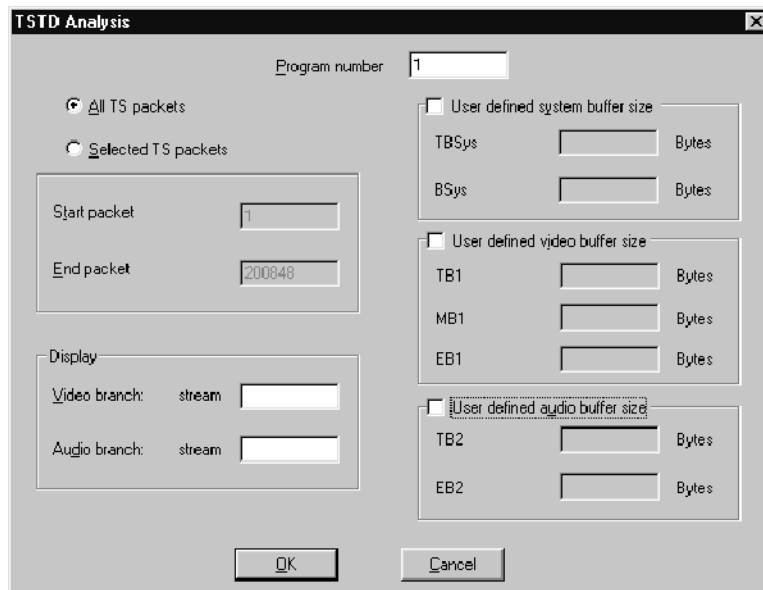 TSTD Analysis
Program number 1
All TS packets
Selected TS packets
Start packet 1
End packet 200848
Display
Video branch: stream
Audio branch: stream
User defined system buffer size
TBSys Bytes
BSys Bytes
User defined video buffer size
TB1 Bytes
MB1 Bytes
EB1 Bytes
User defined audio buffer size
TB2 Bytes
EB2 Bytes
OK
Cancel